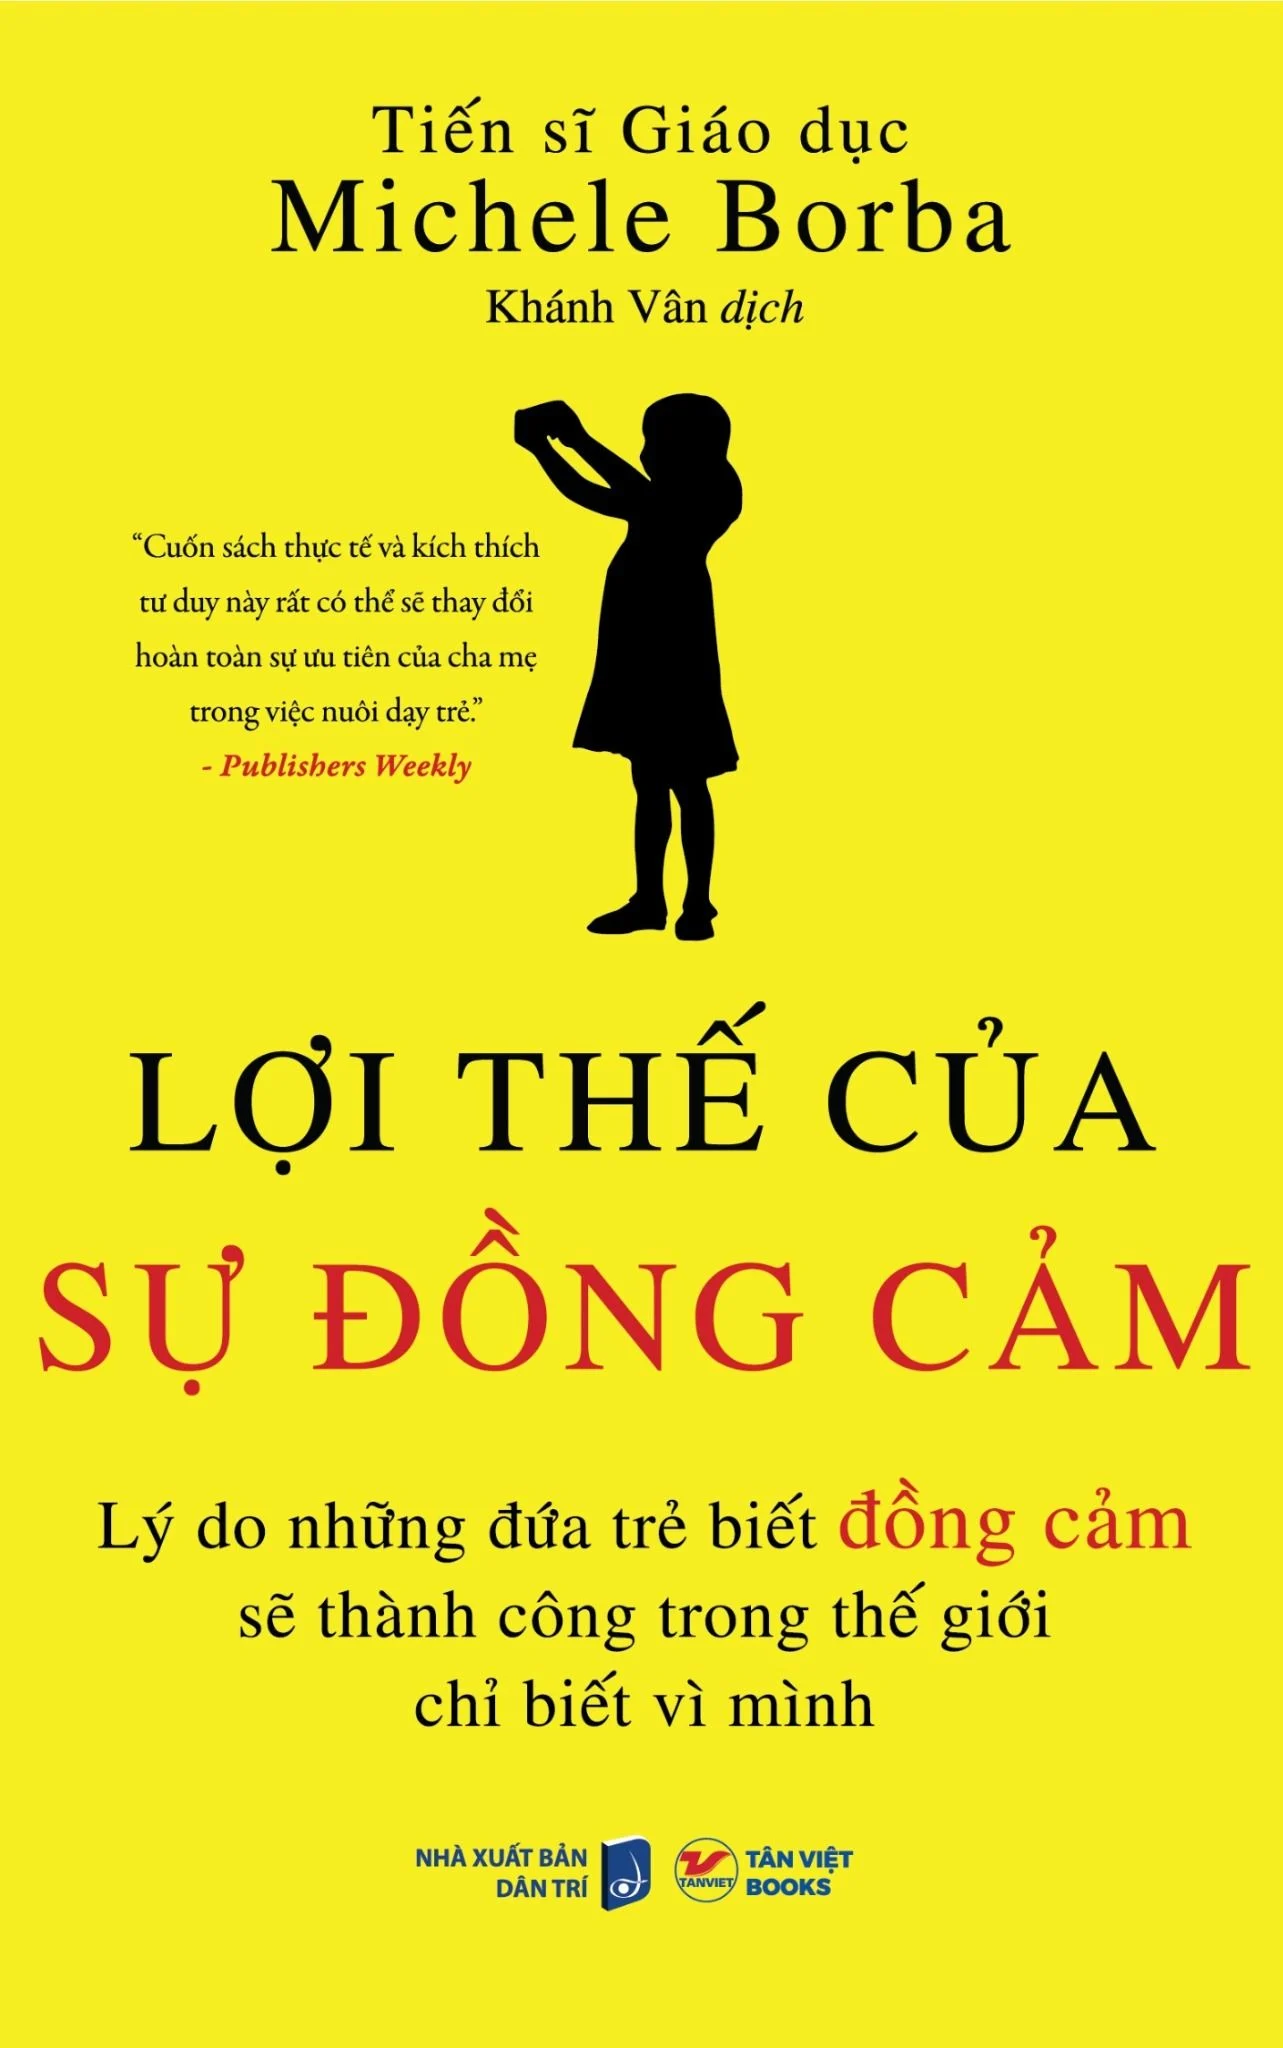 Tiến sĩ Giáo dục
Michele Borba
Khánh Vân dịch
“Cuốn sách thực tế và kích thích
tư duy này rất có thể sẽ thay đổi
hoàn toàn sự ưu tiên của cha mẹ
trong việc nuôi dạy trẻ.”
- Publishers Weekly
LỢI THẾ CỦA
SỰ ĐỒNG CẢM
Lý do những đứa trẻ biết đồng cảm
sẽ thành công trong thế giới
chỉ biết vì mình
NHÀ XUẤT BẢN
DÂN TRÍ
TANVIET
TÂN VIỆT
BOOKS